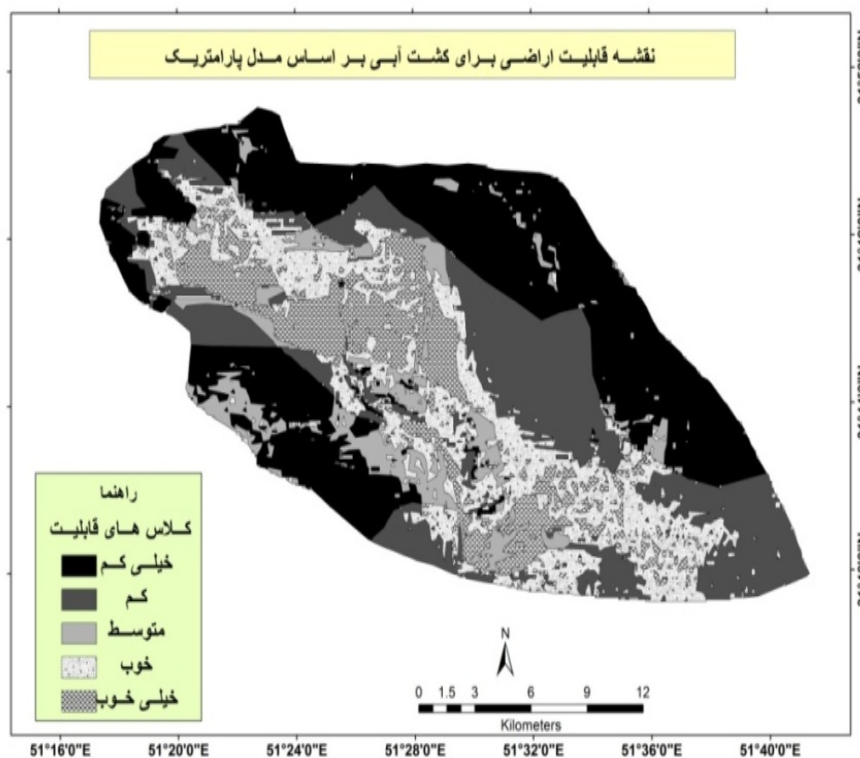 نقشه قابلیت اراضی برای کشت آبی بر اساس مدل پارامتریک
راهنما
کلاس های قابلیت
خیلی کم
کم
متوسط
خوب
خیلی خوب
N
0 1.5 3 6 9 12
Kilometers
51°16'0"E 51°20'0"E 51°24'0"E 51°28'0"E 51°32'0"E 51°36'0"E 51°40'0"E